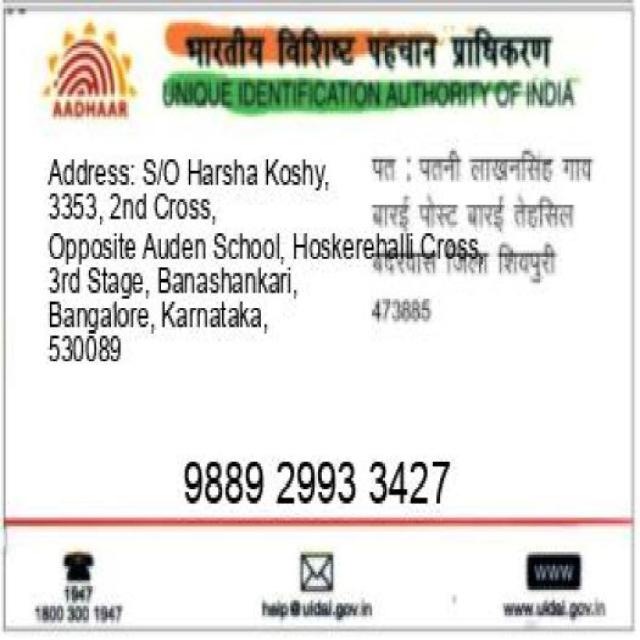 भारतीय विशिष्ट पहचान प्राधिकरण
UNIQUE IDENTIFICATION AUTHORITY OF INDIA
AADHAAR
Address: S/O Harsha Koshy,
3353, 2nd Cross,
Opposite Auden School, Hoskerehalli Cross,
3rd Stage, Banashankari,
Bangalore, Karnataka,
530089
पत : पतनी लाखनसिंह गाय
बारई पोस्ट बारई तेहसिल
बदरवास जिला शिवपुरी
473885
9889 2993 3427
1947
1800 300 1947
help@uidai.gov.in
WWW
www.uidai.gov.in